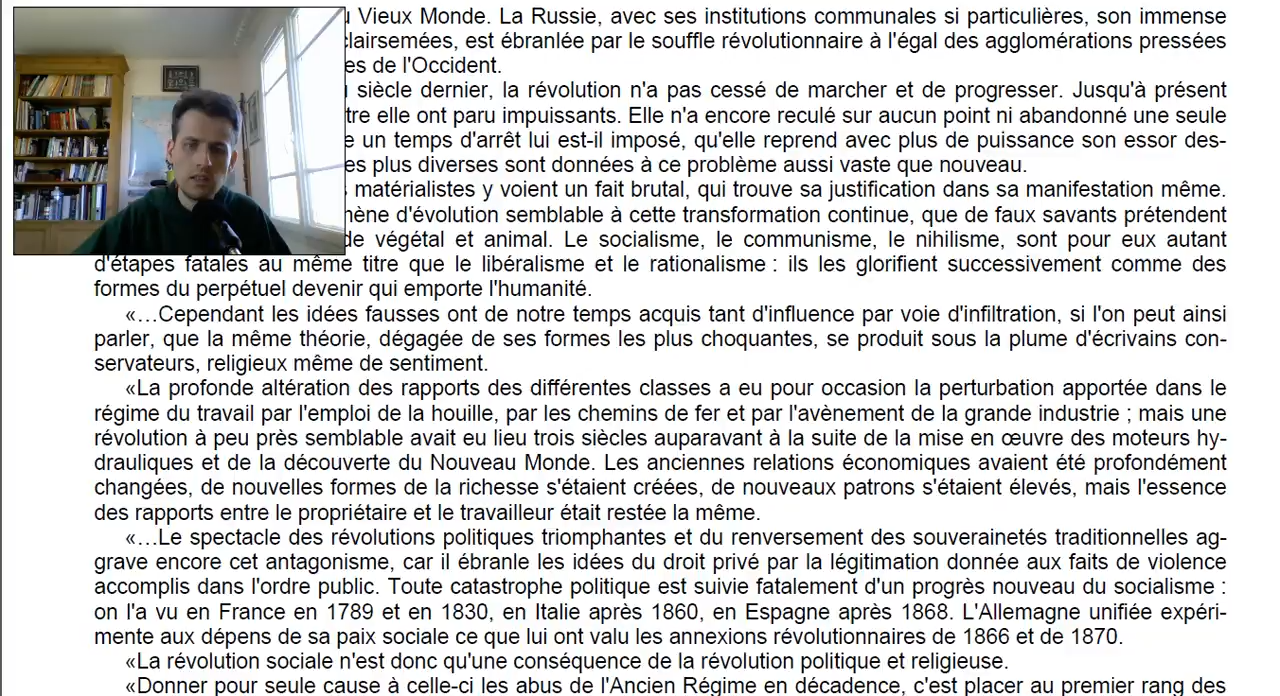 Vieux Monde. La Russie, avec ses institutions communales si particulières, son immense
clairsemées, est ébranlée par le souffle révolutionnaire à l'égal des agglomérations pressées
es de l'Occident.
siècle dernier, la révolution n'a pas cessé de marcher et de progresser. Jusqu'à présent
tre elle ont paru impuissants. Elle n'a encore reculé sur aucun point ni abandonné une seule
e un temps d'arrêt lui est-il imposé, qu'elle reprend avec plus de puissance son essor des-
es plus diverses sont données à ce problème aussi vaste que nouveau.
matérialistes y voient un fait brutal, qui trouve sa justification dans sa manifestation même.
mène d'évolution semblable à cette transformation continue, que de faux savants prétendent
de végétal et animal. Le socialisme, le communisme, le nihilisme, sont pour eux autant
d'étapes fatales au même titre que le libéralisme et le rationalisme : ils les glorifient successivement comme des
formes du perpétuel devenir qui emporte l'humanité.
«…Cependant les idées fausses ont de notre temps acquis tant d'influence par voie d'infiltration, si l'on peut ainsi
parler, que la même théorie, dégagée de ses formes les plus choquantes, se produit sous la plume d'écrivains con-
servateurs, religieux même de sentiment.
«La profonde altération des rapports des différentes classes a eu pour occasion la perturbation apportée dans le
régime du travail par l'emploi de la houille, par les chemins de fer et par l'avènement de la grande industrie ; mais une
révolution à peu près semblable avait eu lieu trois siècles auparavant à la suite de la mise en œuvre des moteurs hy-
drauliques et de la découverte du Nouveau Monde. Les anciennes relations économiques avaient été profondément
changées, de nouvelles formes de la richesse s'étaient créées, de nouveaux patrons s'étaient élevés, mais l'essence
des rapports entre le propriétaire et le travailleur était restée la même.
«…Le spectacle des révolutions politiques triomphantes et du renversement des souverainetés traditionnelles ag-
grave encore cet antagonisme, car il ébranle les idées du droit privé par la légitimation donnée aux faits de violence
accomplis dans l'ordre public. Toute catastrophe politique est suivie fatalement d'un progrès nouveau du socialisme :
on l'a vu en France en 1789 et en 1830, en Italie après 1860, en Espagne après 1868. L'Allemagne unifiée expéri-
mente aux dépens de sa paix sociale ce que lui ont valu les annexions révolutionnaires de 1866 et de 1870.
«La révolution sociale n'est donc qu'une conséquence de la révolution politique et religieuse.
«Donner pour seule cause à celle-ci les abus de l'Ancien Régime en décadence, c'est placer au premier rang des